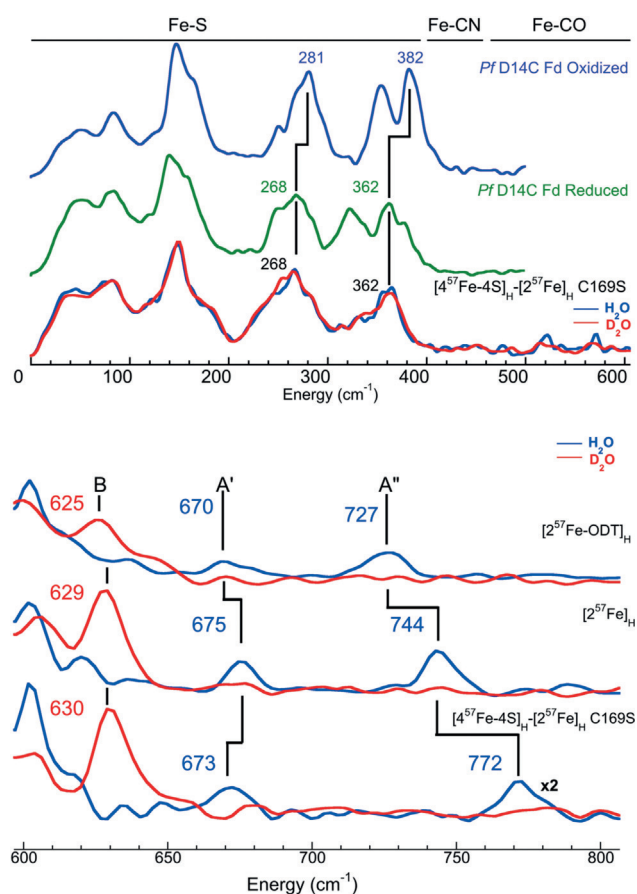 Fe-S Fe-CN Fe-CO
281 382
Pf D14C Fd Oxidized
268 362
Pf D14C Fd Reduced
268 362
[4⁵⁷Fe-4S]H-[2⁵⁷Fe]H C169S
H₂O
D₂O
0 100 200 300 400 500 600
Energy (cm⁻¹)
H₂O
D₂O
B A' A"
625 670 727
[2⁵⁷Fe-ODT]H
629
[2⁵⁷Fe]H
675 744
630
[4⁵⁷Fe-4S]H-[2⁵⁷Fe]H C169S
673 772
x2
600 650 700 750 800
Energy (cm⁻¹)